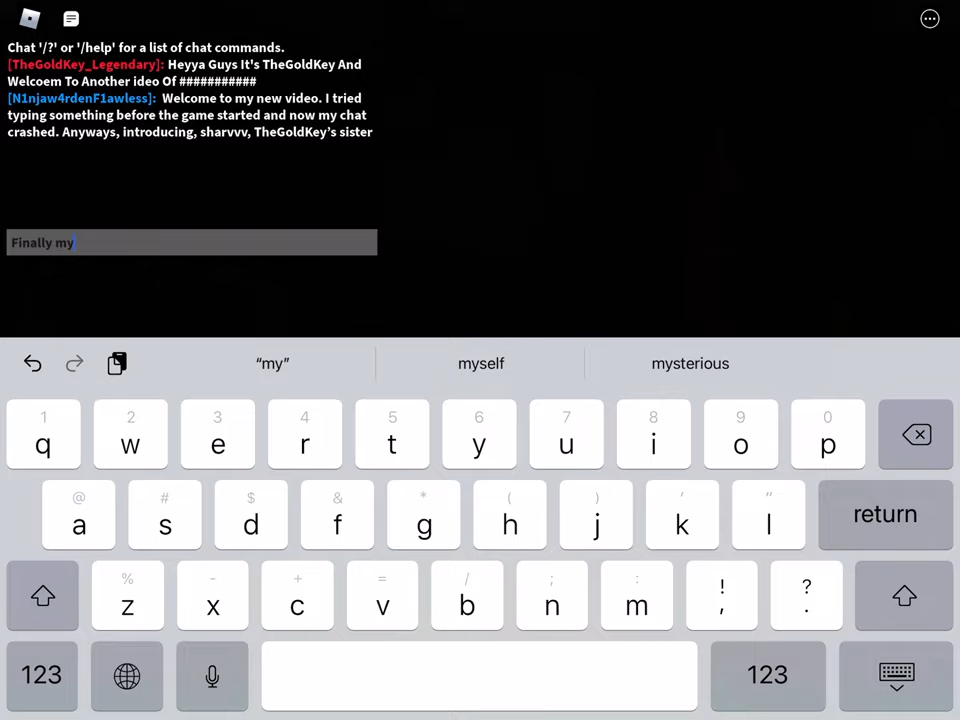 Chat '/?' or '/help' for a list of chat commands.
[TheGoldKey_Legendary]: Heyya Guys It's TheGoldKey And
Welcoem To Another ideo Of ###########
[N1njaw4rdenF1awless]: Welcome to my new video. I tried
typing something before the game started and now my chat
crashed. Anyways, introducing, sharvvv, TheGoldKey’s sister
Finally my
“my” myself mysterious
1 2 3 4 5 6 7 8 9 0
q w e r t y u i o p
@ # $ & * ( ) ‘ “
a s d f g h j k l return
% - + = / ; : ! ?
z x c v b n m , .
123 123